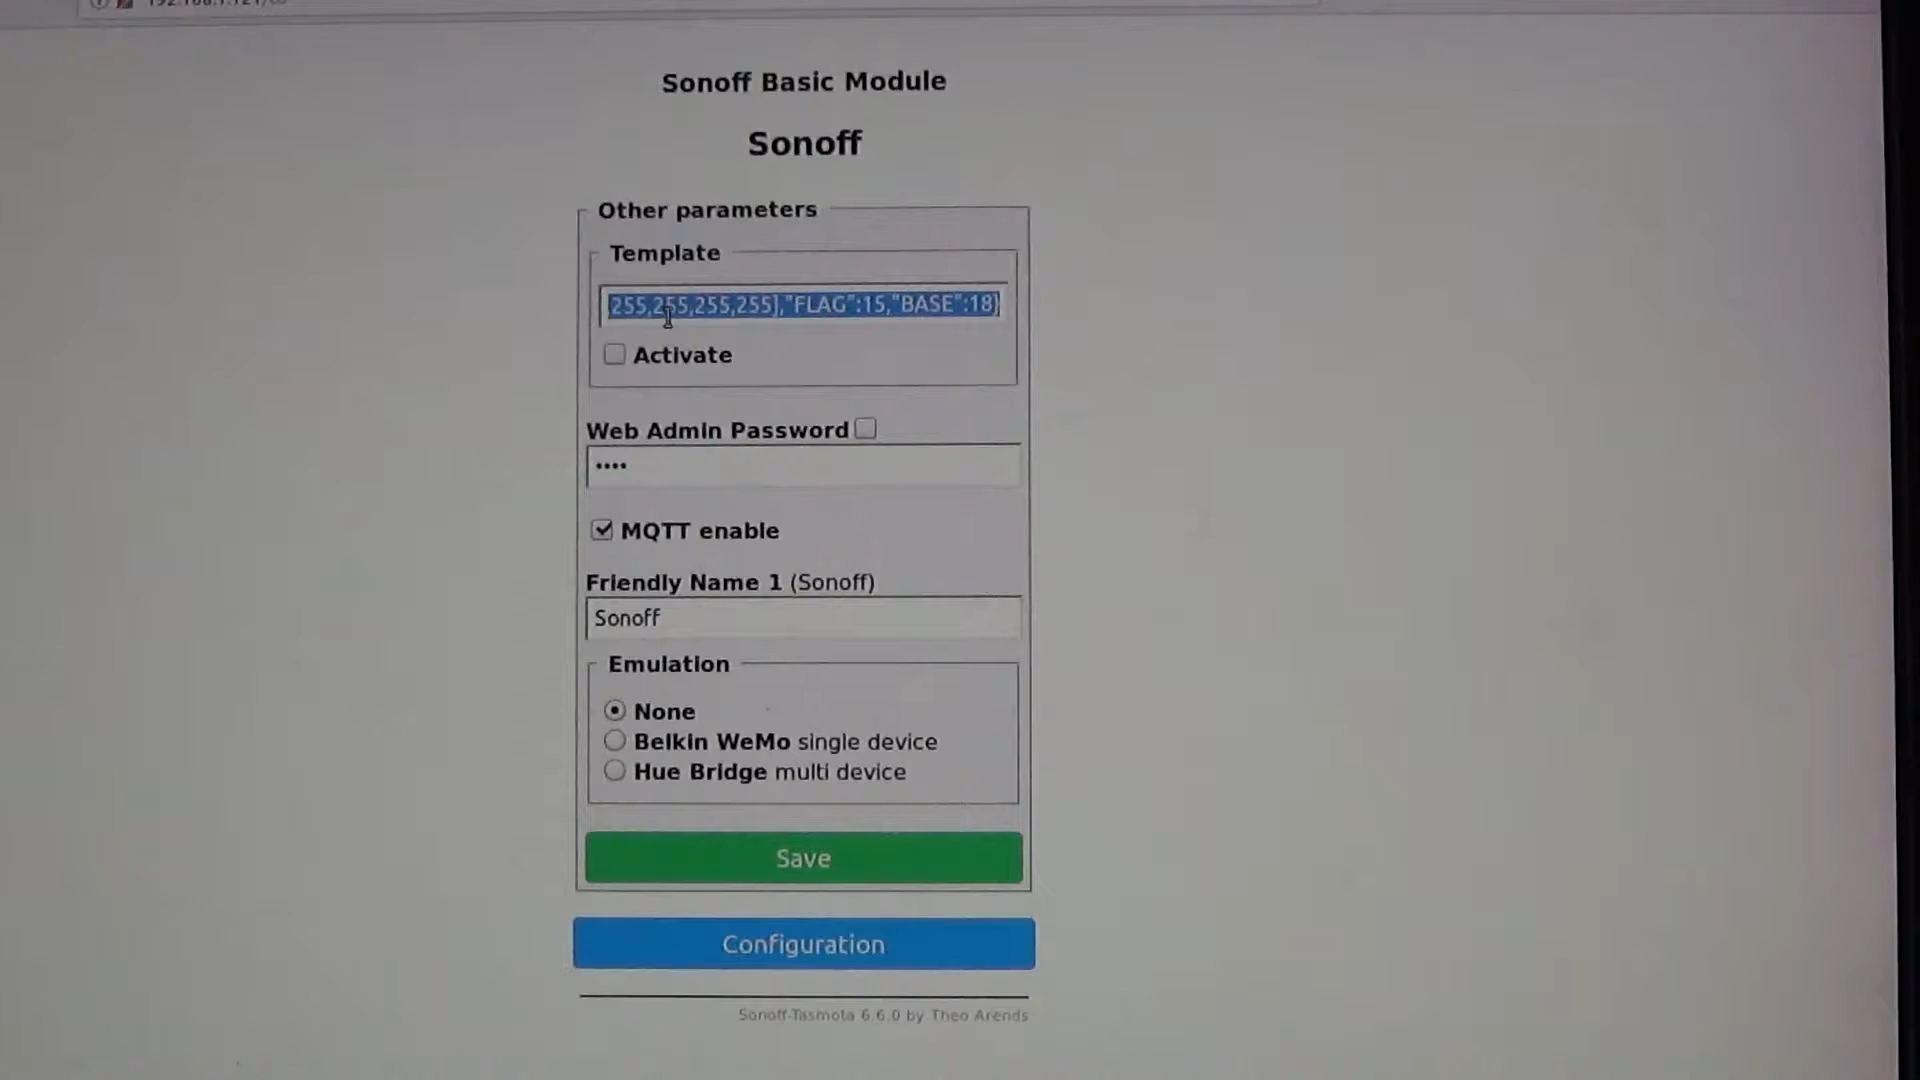 Sonoff Basic Module
Sonoff
Other parameters
Template
255,255,255,255],"FLAG":15,"BASE":18}
Activate
Web Admin Password
••••
MQTT enable
Friendly Name 1 (Sonoff)
Sonoff
Emulation
None
Belkin WeMo single device
Hue Bridge multi device
Save
Configuration
Sonoff-Tasmota 6.6.0 by Theo Arends